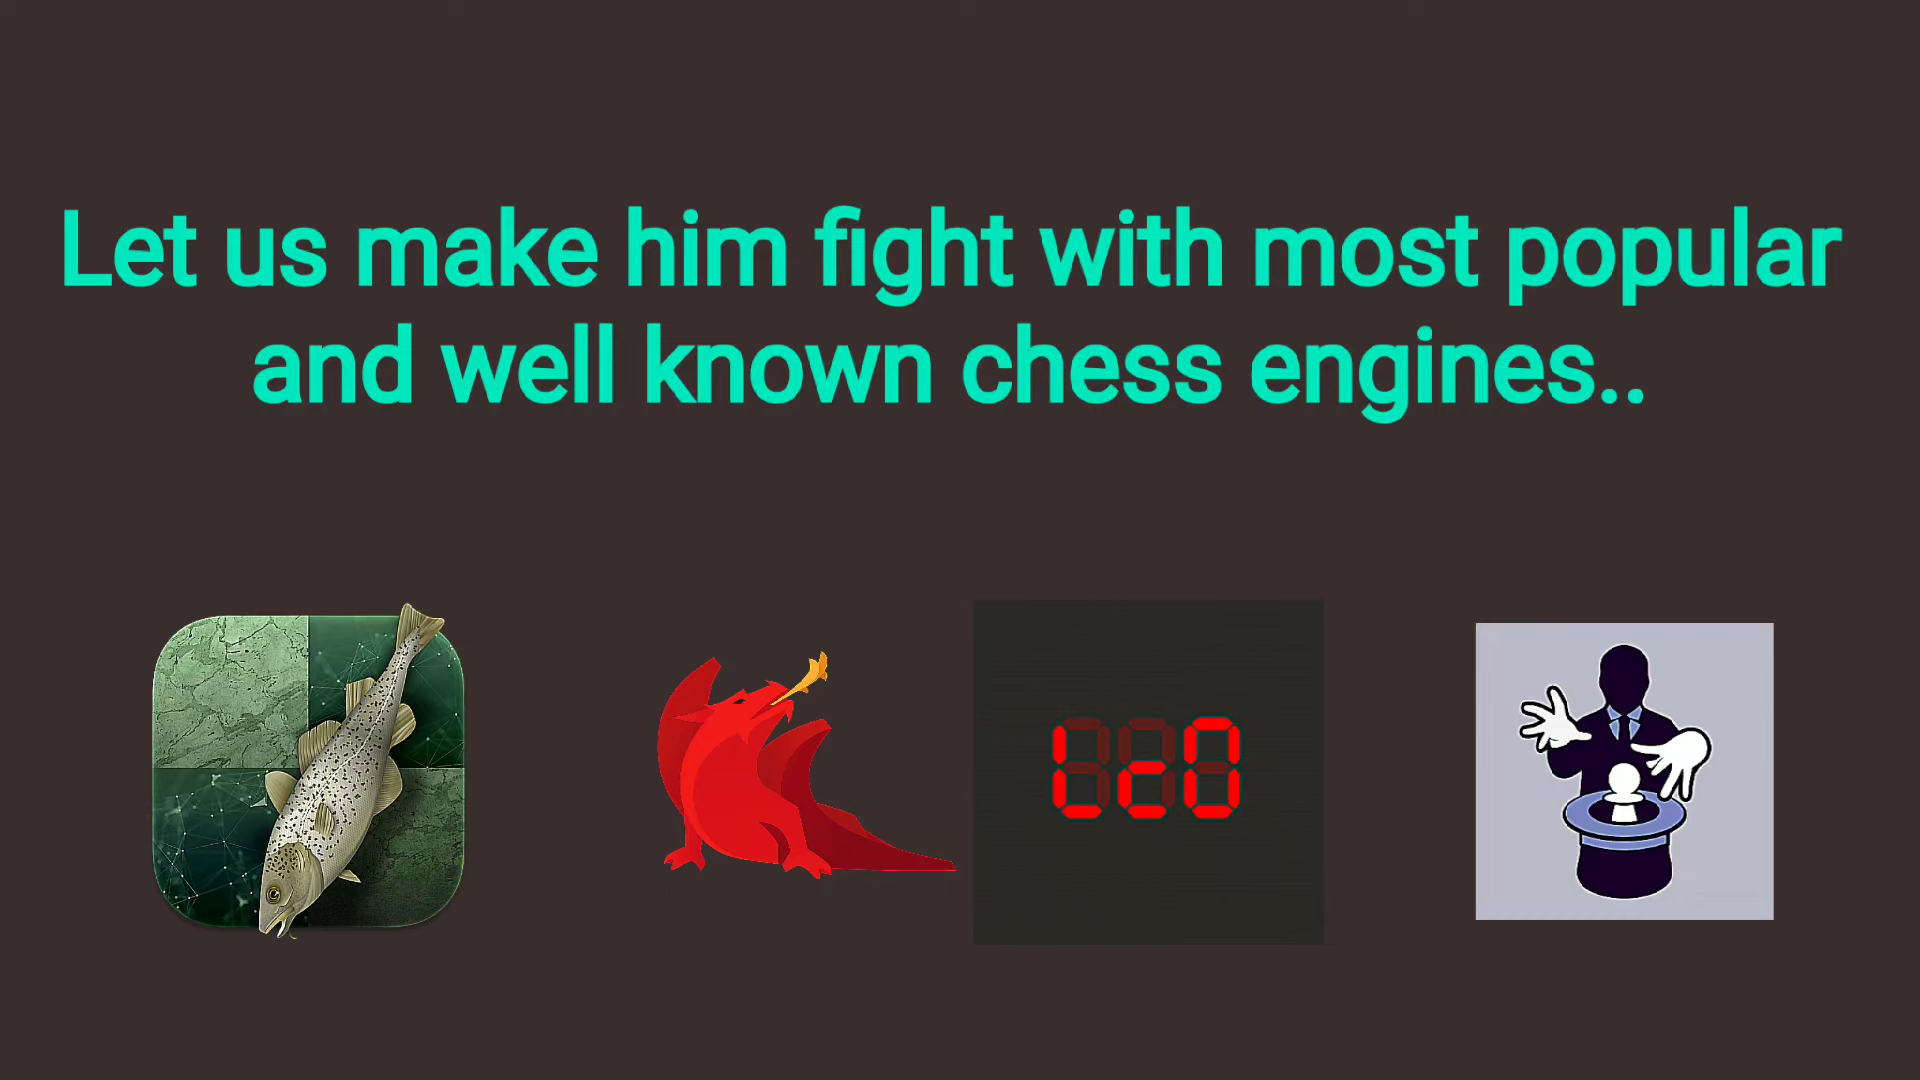 Let us make him fight with most popular
and well known chess engines..
Lc0